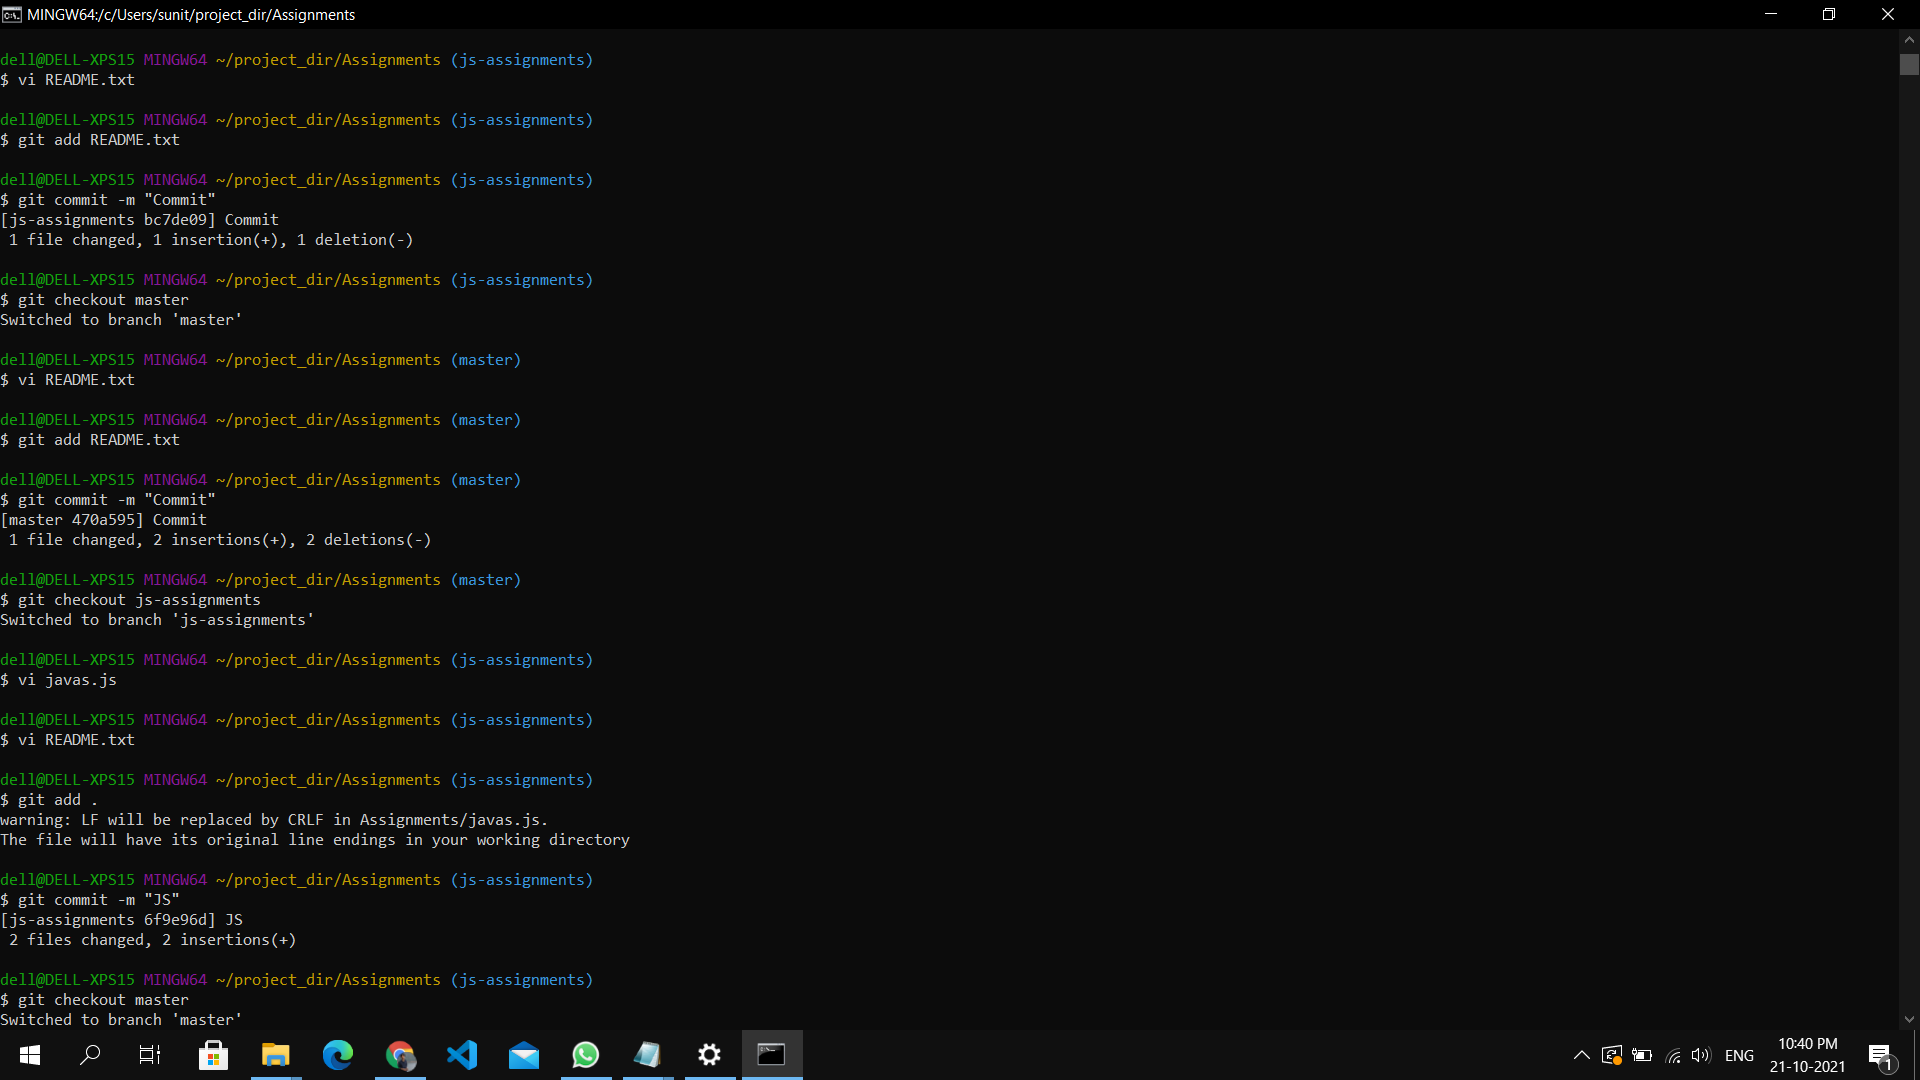 MINGW64:/c/Users/sunit/project_dir/Assignments
dell@DELL-XPS15 MINGW64 ~/project_dir/Assignments (js-assignments)
$ vi README.txt
dell@DELL-XPS15 MINGW64 ~/project_dir/Assignments (js-assignments)
$ git add README.txt
dell@DELL-XPS15 MINGW64 ~/project_dir/Assignments (js-assignments)
$ git commit -m "Commit"
[js-assignments bc7de09] Commit
 1 file changed, 1 insertion(+), 1 deletion(-)
dell@DELL-XPS15 MINGW64 ~/project_dir/Assignments (js-assignments)
$ git checkout master
Switched to branch 'master'
dell@DELL-XPS15 MINGW64 ~/project_dir/Assignments (master)
$ vi README.txt
dell@DELL-XPS15 MINGW64 ~/project_dir/Assignments (master)
$ git add README.txt
dell@DELL-XPS15 MINGW64 ~/project_dir/Assignments (master)
$ git commit -m "Commit"
[master 470a595] Commit
 1 file changed, 2 insertions(+), 2 deletions(-)
dell@DELL-XPS15 MINGW64 ~/project_dir/Assignments (master)
$ git checkout js-assignments
Switched to branch 'js-assignments'
dell@DELL-XPS15 MINGW64 ~/project_dir/Assignments (js-assignments)
$ vi javas.js
dell@DELL-XPS15 MINGW64 ~/project_dir/Assignments (js-assignments)
$ vi README.txt
dell@DELL-XPS15 MINGW64 ~/project_dir/Assignments (js-assignments)
$ git add .
warning: LF will be replaced by CRLF in Assignments/javas.js.
The file will have its original line endings in your working directory
dell@DELL-XPS15 MINGW64 ~/project_dir/Assignments (js-assignments)
$ git commit -m "JS"
[js-assignments 6f9e96d] JS
 2 files changed, 2 insertions(+)
dell@DELL-XPS15 MINGW64 ~/project_dir/Assignments (js-assignments)
$ git checkout master
Switched to branch 'master'
ENG
10:40 PM
21-10-2021
1